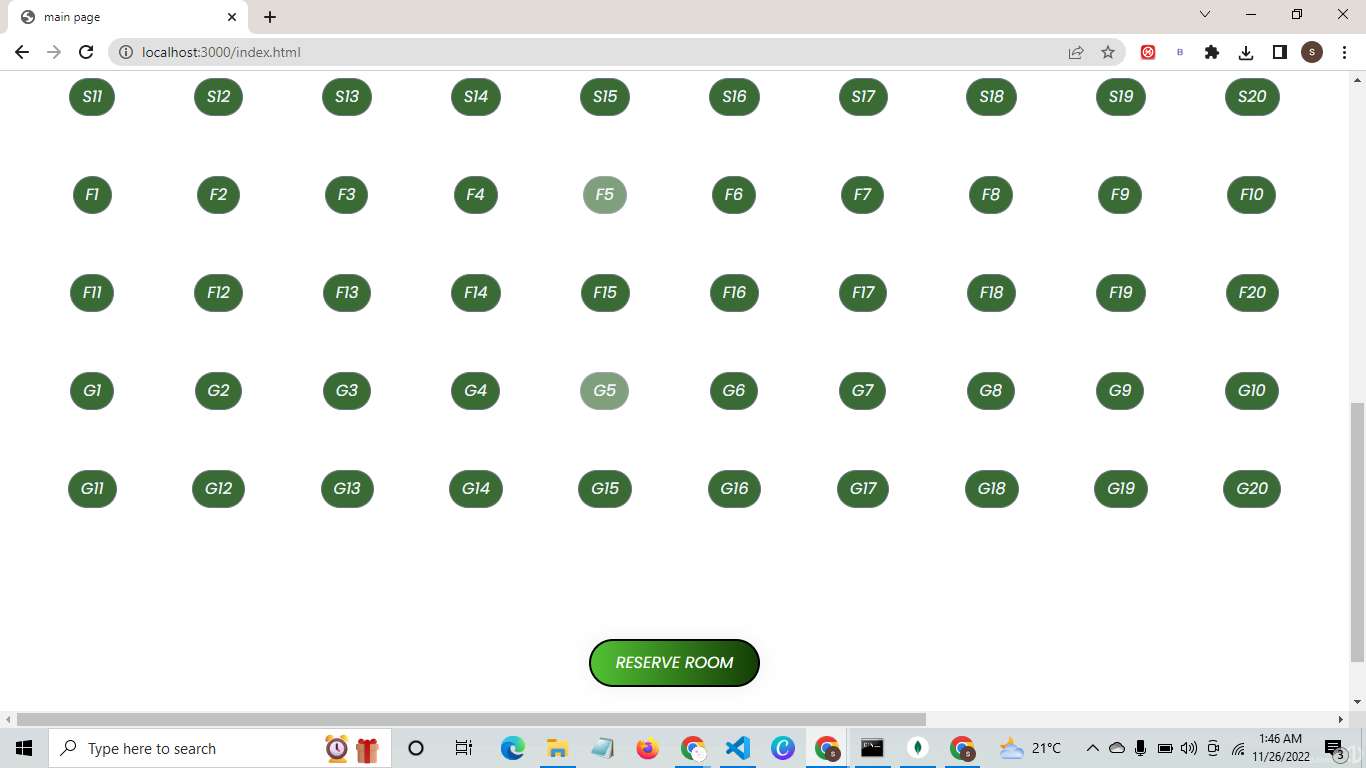 main page
localhost:3000/index.html
B
S
S11 S12 S13 S14 S15 S16 S17 S18 S19 S20
F1 F2 F3 F4 F5 F6 F7 F8 F9 F10
F11 F12 F13 F14 F15 F16 F17 F18 F19 F20
G1 G2 G3 G4 G5 G6 G7 G8 G9 G10
G11 G12 G13 G14 G15 G16 G17 G18 G19 G20
RESERVE ROOM
Type here to search
21°C
1:46 AM
11/26/2022
3